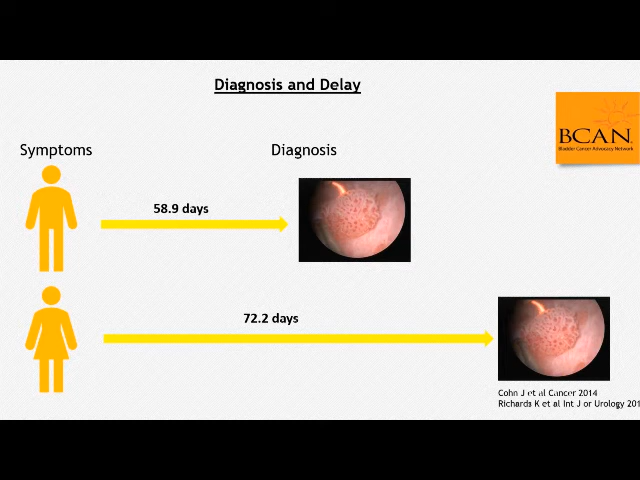 Diagnosis and Delay
BCAN
Bladder Cancer Advocacy Network
Symptoms
Diagnosis
58.9 days
72.2 days
Cohn J et al Cancer 2014
Richards K et al Int J or Urology 201